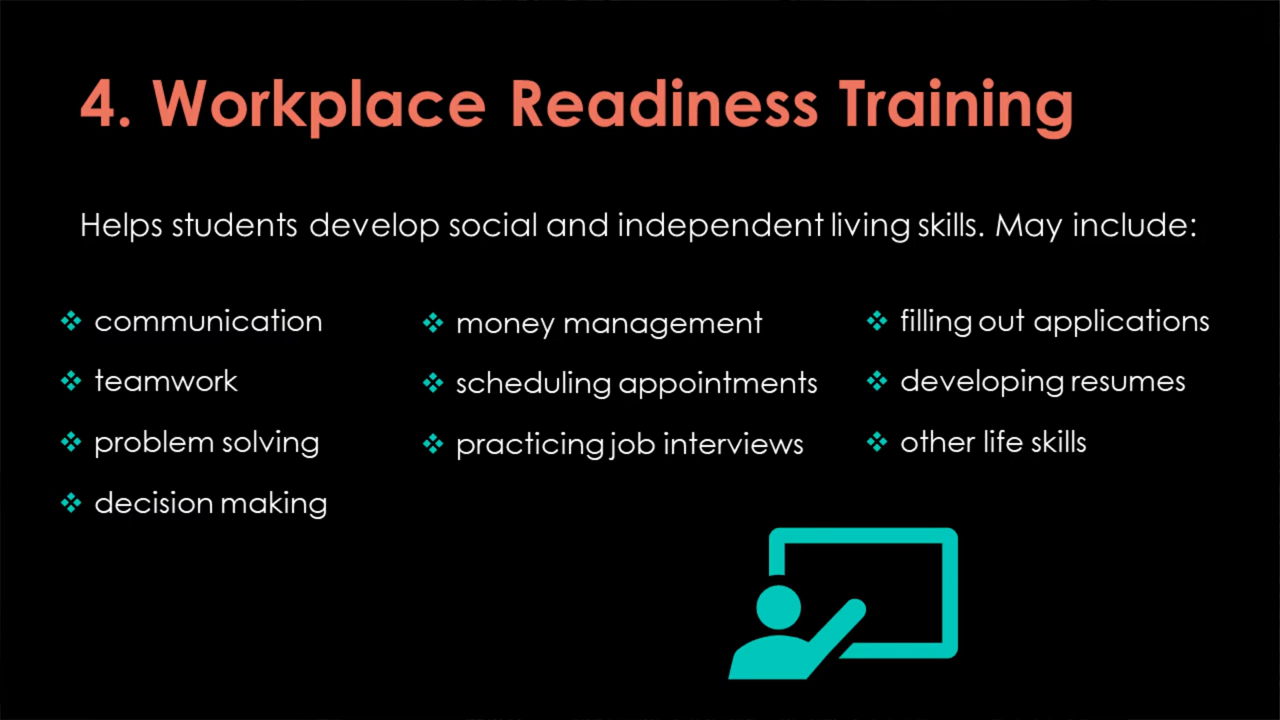 4. Workplace Readiness Training
Helps students develop social and independent living skills. May include:
communication
teamwork
problem solving
decision making
money management
scheduling appointments
practicing job interviews
filling out applications
developing resumes
other life skills